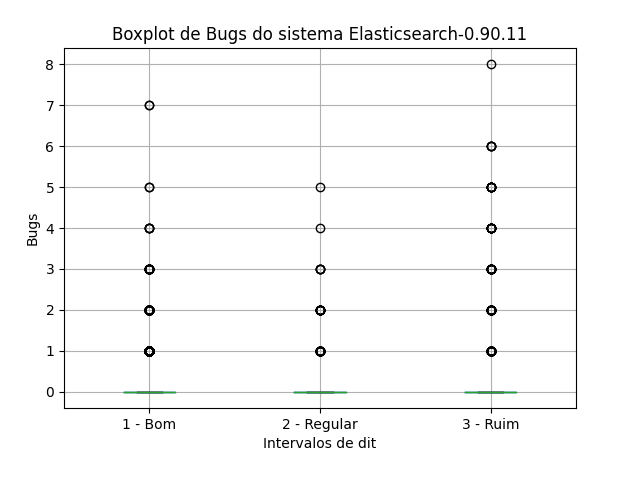 Boxplot de Bugs do sistema Elasticsearch-0.90.11
8
7
6
5
4
3
2
1
0
Bugs
1 - Bom
2 - Regular
3 - Ruim
Intervalos de dit